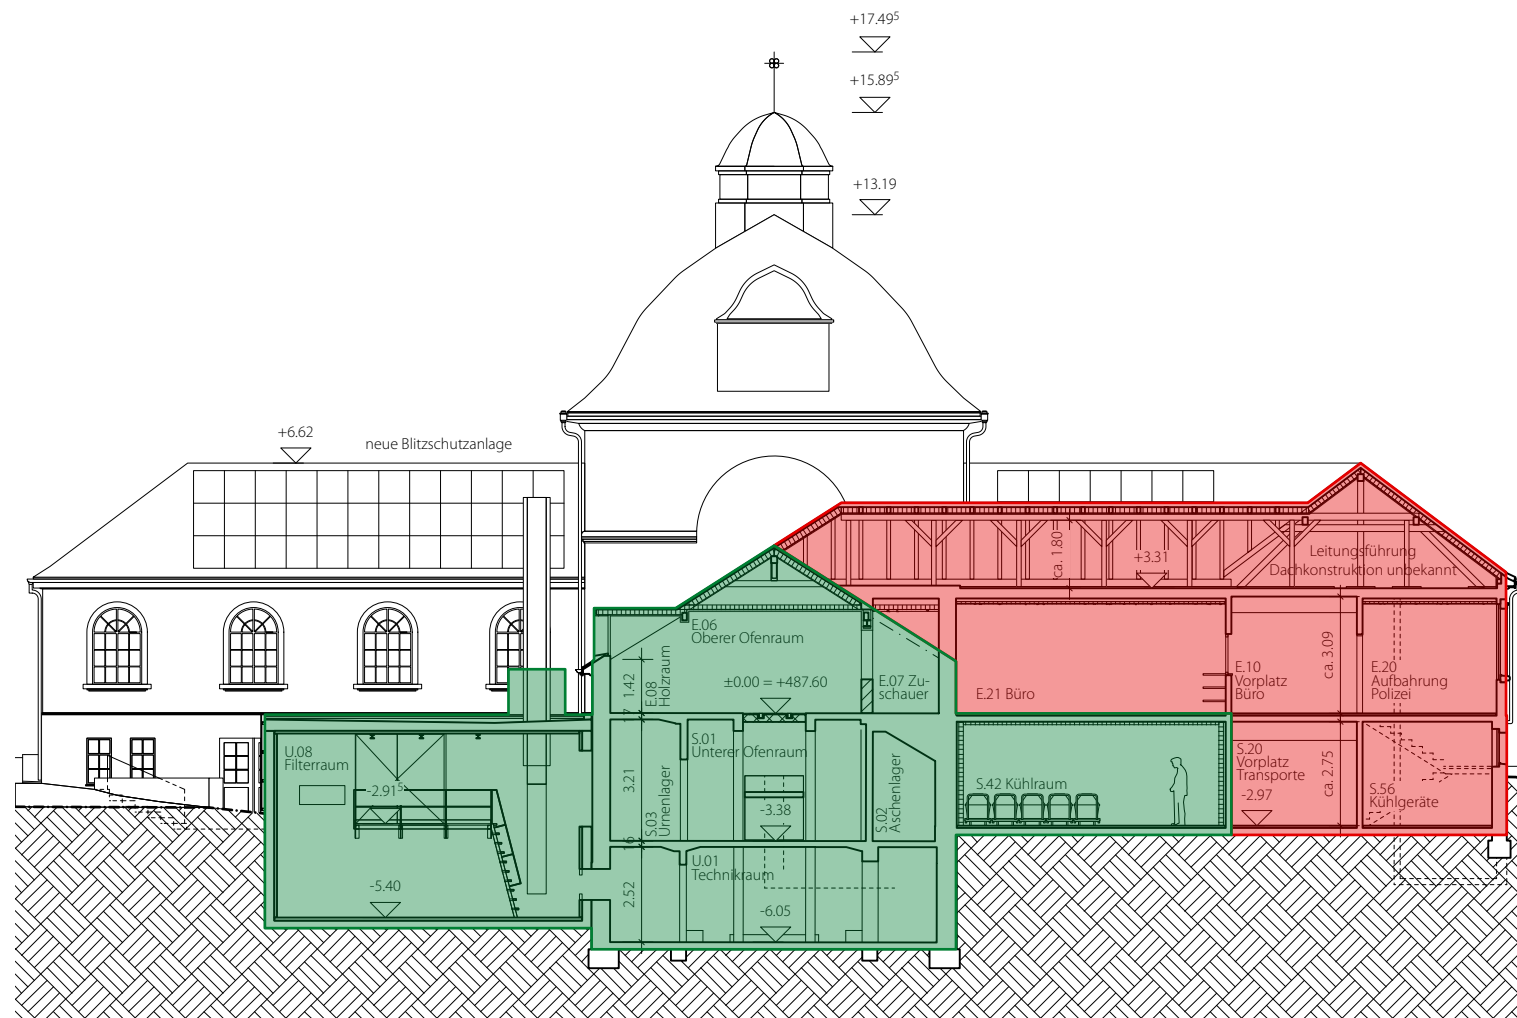 +17.49⁵
+15.89⁵
+13.19
+6.62
neue Blitzschutzanlage
ca. 1.80
+3.31
Leitungsführung
Dachkonstruktion unbekannt
E.06
Oberer Ofenraum
1.42
E.08
Holzraum
±0.00 = +487.60
E.07 Zu-
schauer
E.21 Büro
E.10
Vorplatz
Büro
ca. 3.09
E.20
Aufbahrung
Polizei
17
U.08
Filterraum
-2.91⁵
3.21
S.03
Urnenlager
S.01
Unterer Ofenraum
-3.38
S.02
Aschenlager
S.42 Kühlraum
S.20
Vorplatz
Transporte
-2.97
ca. 2.75
S.56
Kühlgeräte
16
-5.40
2.52
U.01
Technikraum
-6.05